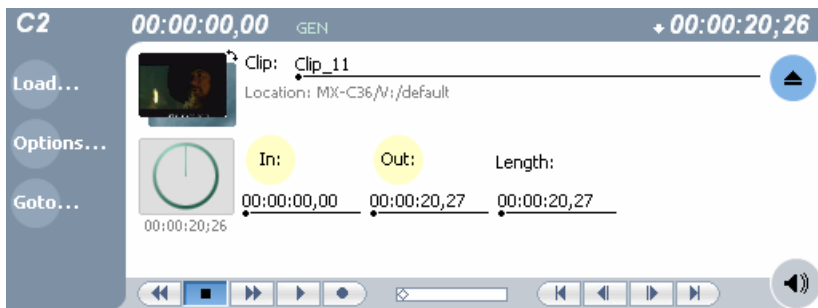 C2 00:00:00,00 GEN 00:00:20;26
Clip: Clip_11
Load...
Location: MX-C36/V:/default
Options...
In: Out: Length:
Goto... 00:00:00,00 00:00:20,27 00:00:20,27
00:00:20;26